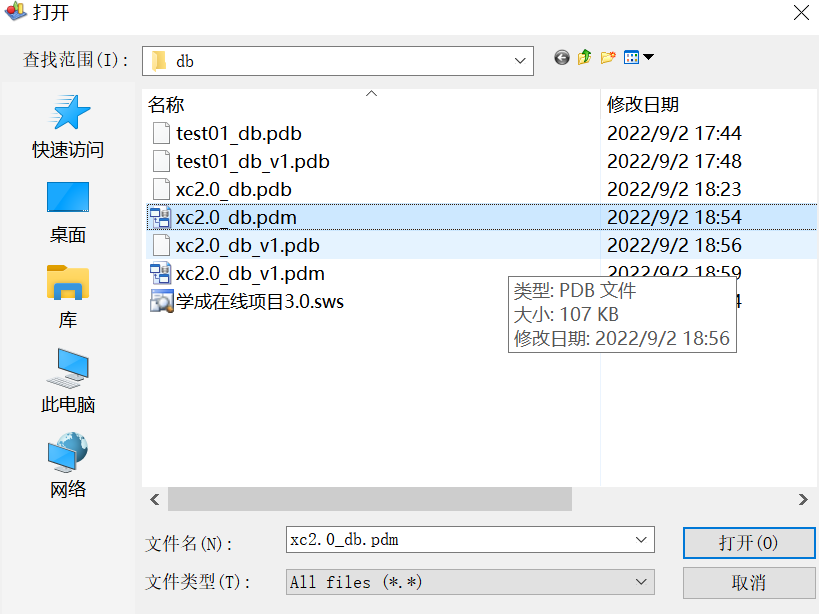 打开
查找范围(I):
db
名称
修改日期
test01_db.pdb 2022/9/2 17:44
test01_db_v1.pdb 2022/9/2 17:48
xc2.0_db.pdb 2022/9/2 18:23
xc2.0_db.pdm 2022/9/2 18:54
xc2.0_db_v1.pdb 2022/9/2 18:56
xc2.0_db_v1.pdm 2022/9/2 18:59
学成在线项目3.0.sws 4
类型: PDB 文件
大小: 107 KB
修改日期: 2022/9/2 18:56
快速访问
桌面
库
此电脑
网络
文件名(N): xc2.0_db.pdm 打开(O)
文件类型(T): All files (*.*) 取消